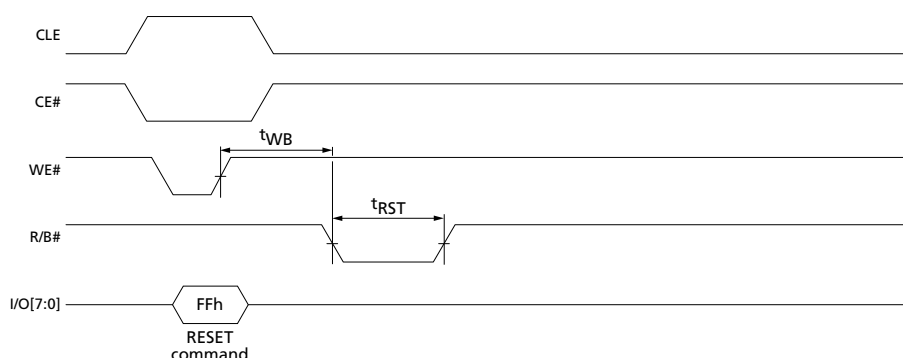 CLE
CE#
tWB
WE#
tRST
R/B#
I/O[7:0]
FFh
RESET
command